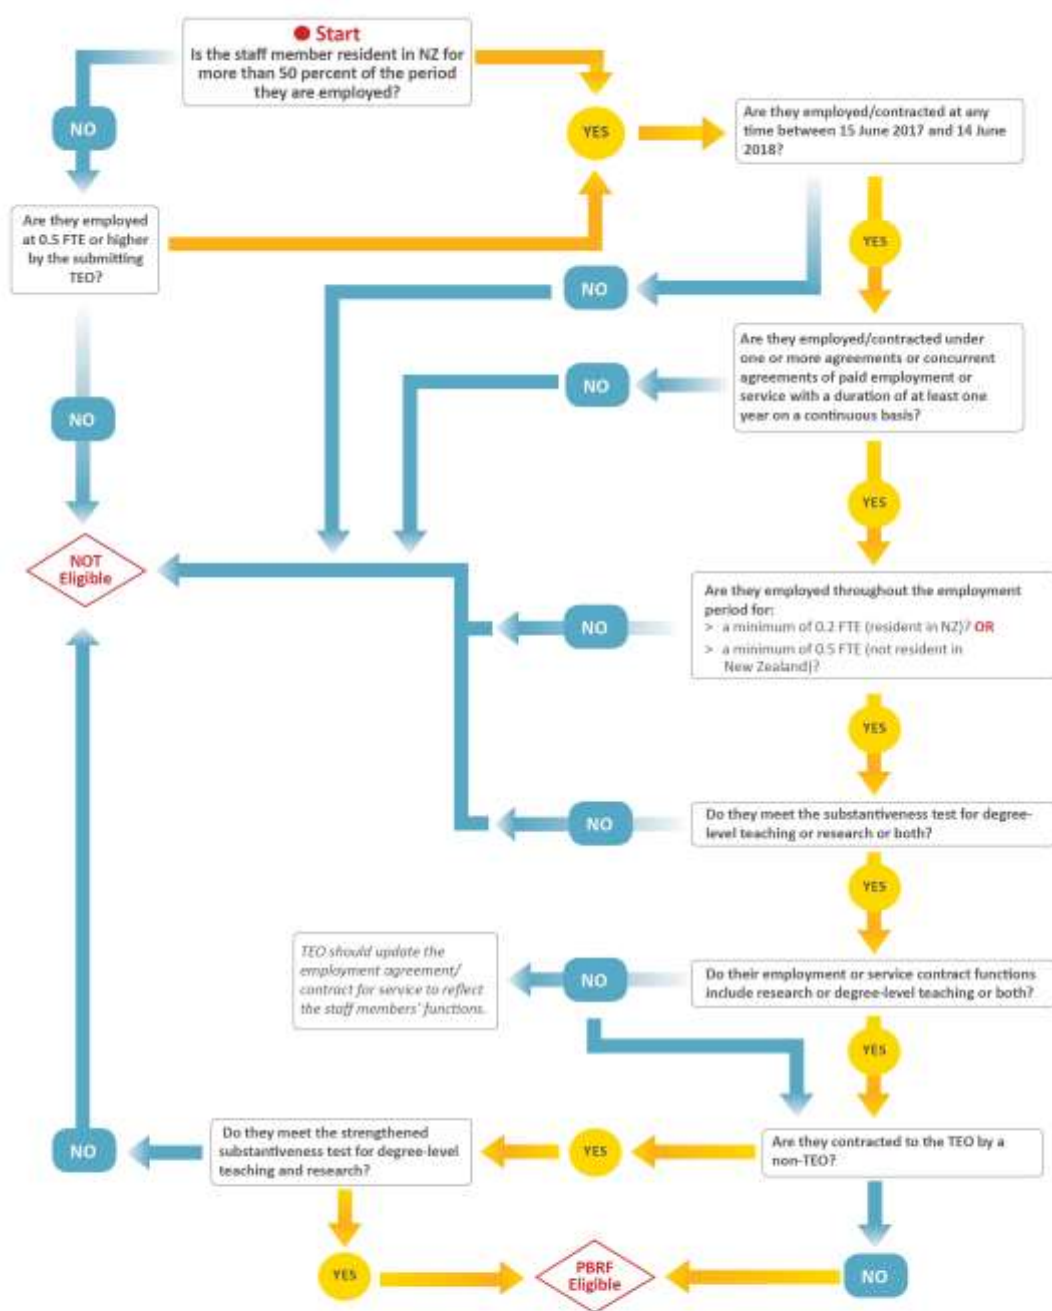 Start
Is the staff member resident in NZ for
more than 50 percent of the period
they are employed?
NO
YES
Are they employed/contracted at any
time between 15 June 2017 and 14 June
2018?
Are they employed
at 0.5 FTE or higher
by the submitting
TEO?
YES
NO
Are they employed/contracted under
one or more agreements or concurrent
agreements of paid employment or
service with a duration of at least one
year on a continuous basis?
NO
NO
YES
NOT
Eligible
Are they employed throughout the employment
period for:
> a minimum of 0.2 FTE (resident in NZ)? OR
> a minimum of 0.5 FTE (not resident in
New Zealand)?
NO
YES
Do they meet the substantiveness test for degree-
level teaching or research or both?
NO
YES
TEO should update the
employment agreement/
contract for service to reflect
the staff members' functions.
NO
Do their employment or service contract functions
include research or degree-level teaching or both?
YES
NO
Do they meet the strengthened
substantiveness test for degree-level
teaching and research?
YES
Are they contracted to the TEO by a
non-TEO?
YES
PBRF
Eligible
NO